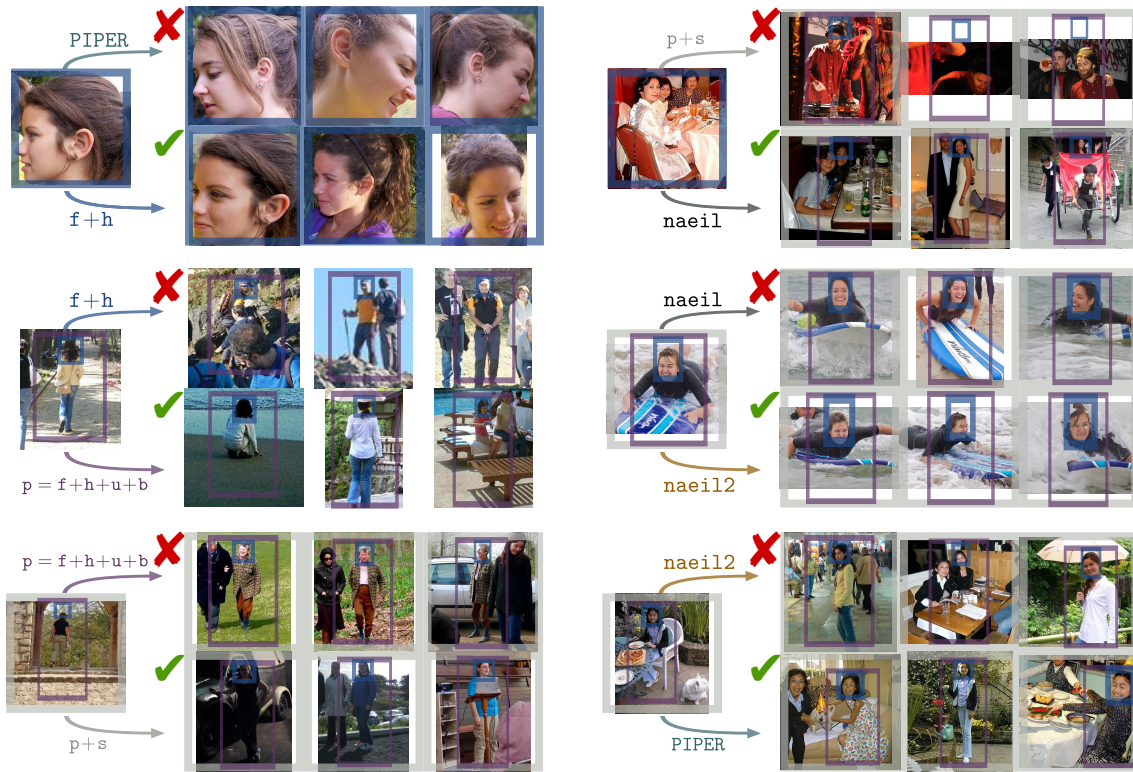 PIPER
f+h
p+s
naeil
f+h
p = f+h+u+b
naeil
naeil2
p = f+h+u+b
p+s
naeil2
PIPER